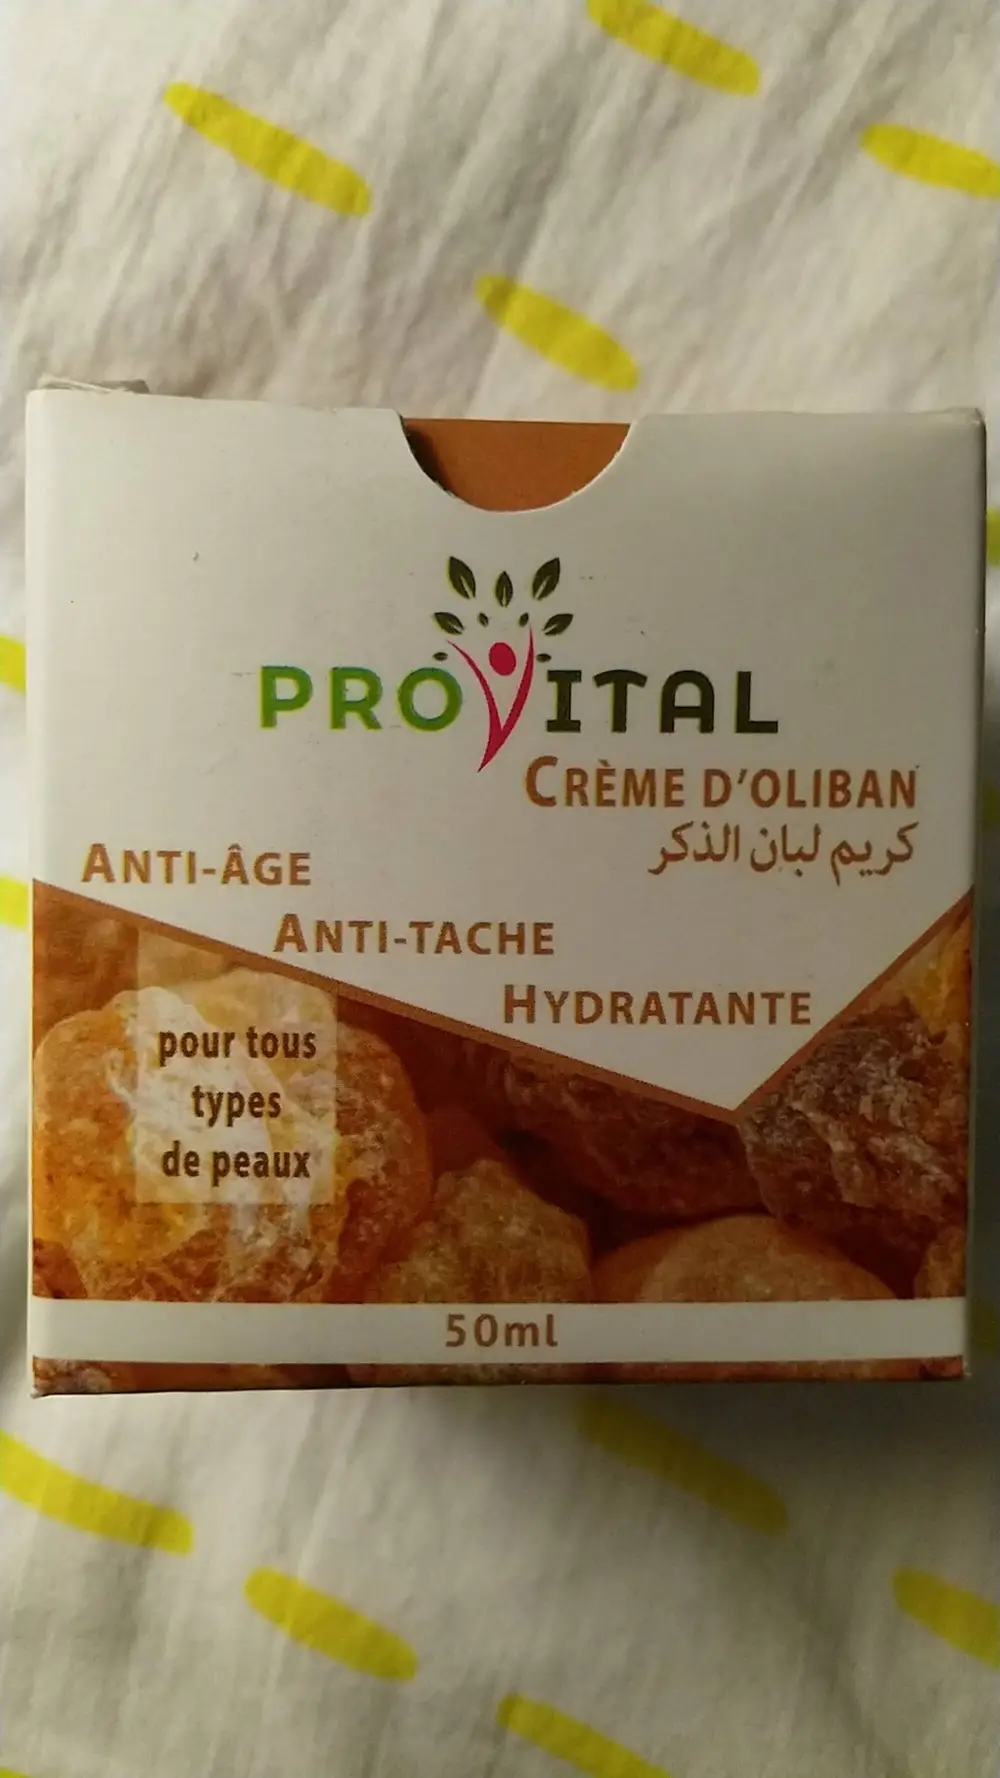 PROVITAL
CRÈME D'OLIBAN
كريم لبان الذكر
ANTI-ÂGE
ANTI-TACHE
HYDRATANTE
pour tous
types
de peaux
50ml